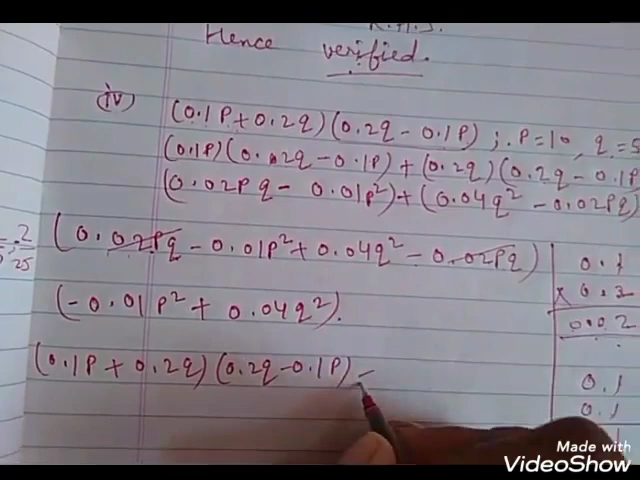 R.H.S.
Hence verified.
(iv) (0.1p+0.2q)(0.2q-0.1p); p=10, q=5
(0.1p)(0.2q-0.1p)+(0.2q)(0.2q-0.1p
(0.02pq-0.01p²)+(0.04q²-0.02pq)
= 2/25
(0.02pq-0.01p²+0.04q²-0.02pq)
(-0.01p²+0.04q²).
(0.1p+0.2q)(0.2q-0.1p)=
0.1
×0.2
0.02
0.1
0.1
Made with
VideoShow